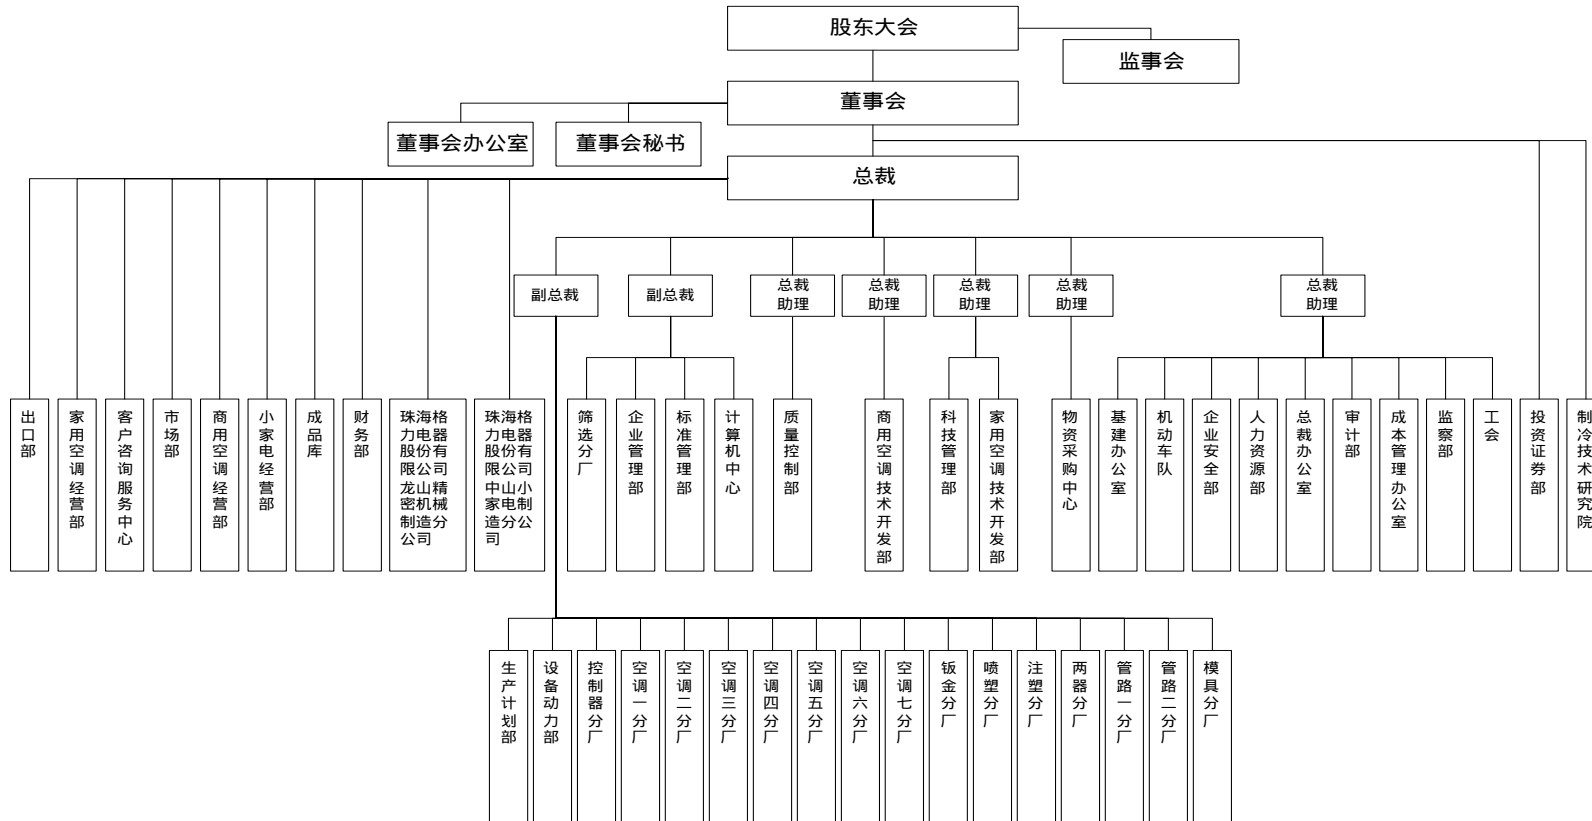 股东大会
监事会
董事会
董事会办公室
董事会秘书
总裁
副总裁
副总裁
总裁
助理
总裁
助理
总裁
助理
总裁
助理
总裁
助理
出口部
家用空调经营部
客户咨询服务中心
市场部
商用空调经营部
小家电经营部
成品库
财务部
珠海格
力电器
股份有
限公司
龙山精
密机械
制造分
公司
珠海格
力电器
股份有
限公司
中山小
家电制
造分公
司
筛选分厂
企业管理部
标准管理部
计算机中心
质量控制部
商用空调技术开发部
科技管理部
家用空调技术开发部
物资采购中心
基建办公室
机动车队
企业安全部
人力资源部
总裁办公室
审计部
成本管理办公室
监察部
工会
投资证券部
制冷技术研究院
生产计划部
设备动力部
控制器分厂
空调一分厂
空调二分厂
空调三分厂
空调四分厂
空调五分厂
空调六分厂
空调七分厂
钣金分厂
喷塑分厂
注塑分厂
两器分厂
管路一分厂
管路二分厂
模具分厂